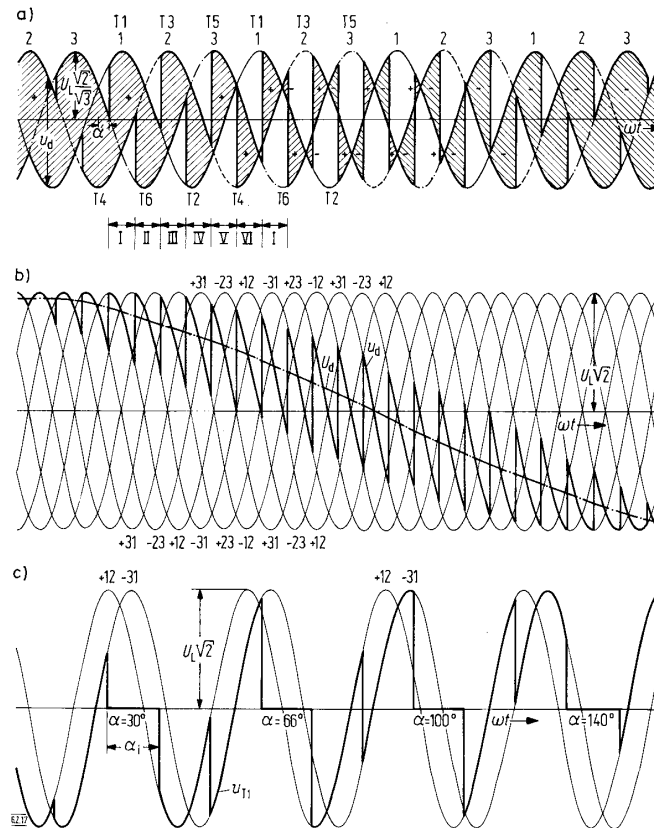 a)
T1 T3 T5 T1 T3 T5
2 3 1 2 3 1 2 3 1 2 3 1 2 3
U_L √2/√3
+ + − + − + − + − + −
u_d
α
ωt
+ − + − + − + −
T4 T6 T2 T4 T6 T2
I II III IV V VI I
b)
+31 -23 +12 -31 +23 -12 +31 -23 +12
U_d u_d
U_L√2
ωt
+31 -23 +12 -31 +23 -12 +31 -23 +12
c)
+12 -31 +12 -31
U_L√2
α=30° α=66° α=100° ωt α=140°
α_i
u_T1
6.2.17